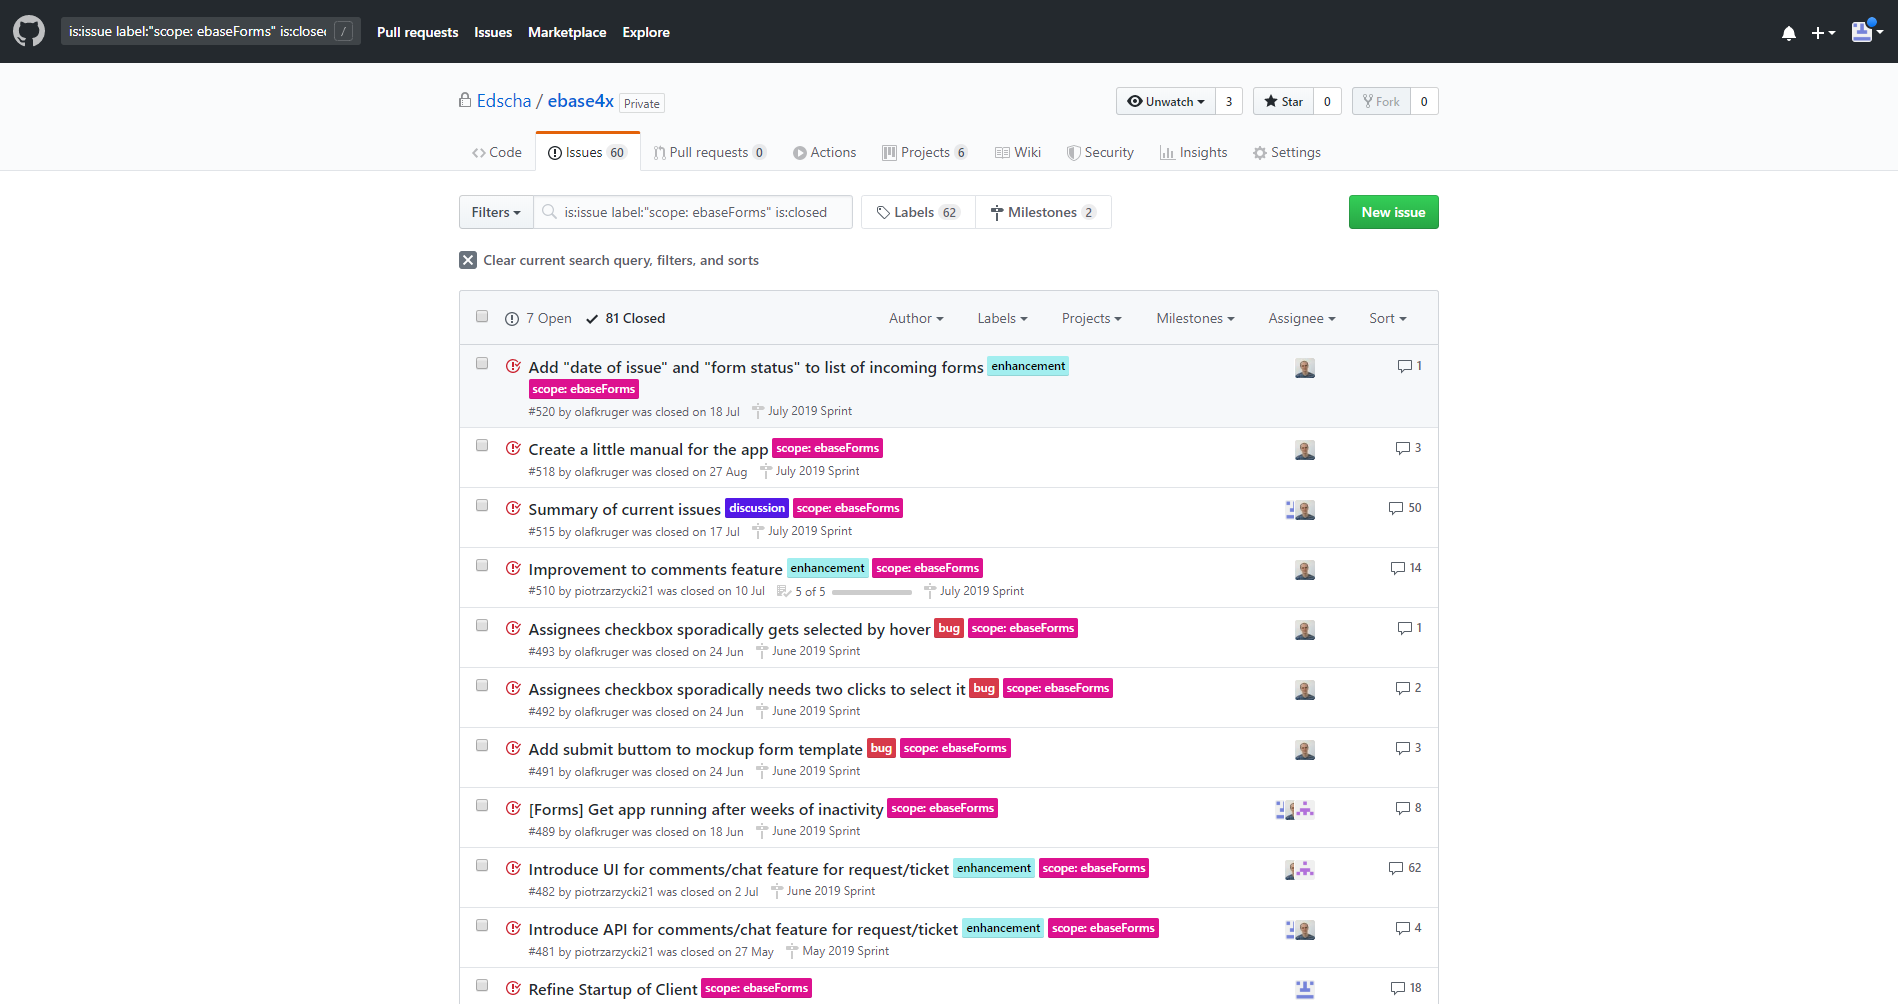 is:issue label:"scope: ebaseForms" is:closed /
Pull requests Issues Marketplace Explore
Edscha / ebase4x Private
Unwatch 3 Star 0 Fork 0
Code Issues 60 Pull requests 0 Actions Projects 6 Wiki Security Insights Settings
Filters is:issue label:"scope: ebaseForms" is:closed Labels 62 Milestones 2 New issue
Clear current search query, filters, and sorts
7 Open 81 Closed Author Labels Projects Milestones Assignee Sort
Add "date of issue" and "form status" to list of incoming forms enhancement 1
scope: ebaseForms
#520 by olafkruger was closed on 18 Jul July 2019 Sprint
Create a little manual for the app scope: ebaseForms 3
#518 by olafkruger was closed on 27 Aug July 2019 Sprint
Summary of current issues discussion scope: ebaseForms 50
#515 by olafkruger was closed on 17 Jul July 2019 Sprint
Improvement to comments feature enhancement scope: ebaseForms 14
#510 by piotrzarzycki21 was closed on 10 Jul 5 of 5 July 2019 Sprint
Assignees checkbox sporadically gets selected by hover bug scope: ebaseForms 1
#493 by olafkruger was closed on 24 Jun June 2019 Sprint
Assignees checkbox sporadically needs two clicks to select it bug scope: ebaseForms 2
#492 by olafkruger was closed on 24 Jun June 2019 Sprint
Add submit buttom to mockup form template bug scope: ebaseForms 3
#491 by olafkruger was closed on 24 Jun June 2019 Sprint
[Forms] Get app running after weeks of inactivity scope: ebaseForms 8
#489 by olafkruger was closed on 18 Jun June 2019 Sprint
Introduce UI for comments/chat feature for request/ticket enhancement scope: ebaseForms 62
#482 by piotrzarzycki21 was closed on 2 Jul June 2019 Sprint
Introduce API for comments/chat feature for request/ticket enhancement scope: ebaseForms 4
#481 by piotrzarzycki21 was closed on 27 May May 2019 Sprint
Refine Startup of Client scope: ebaseForms 18